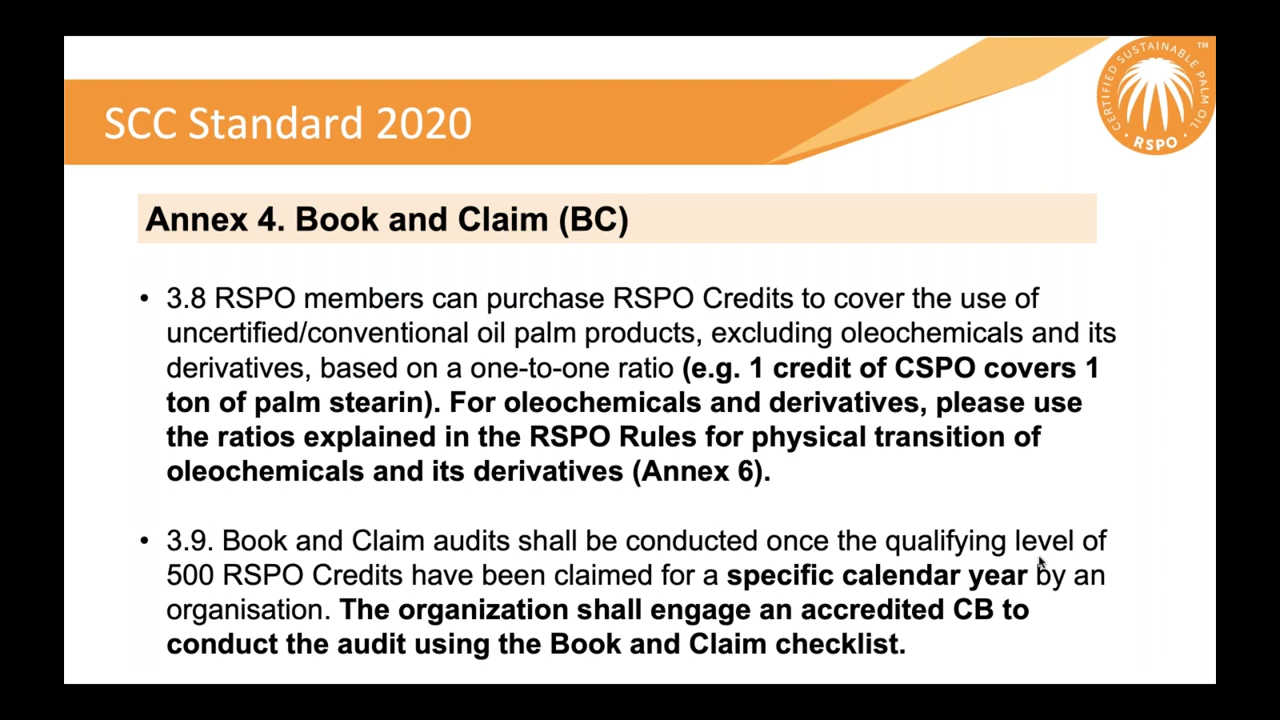 SCC Standard 2020
CERTIFIED SUSTAINABLE PALM OIL
TM
RSPO
Annex 4. Book and Claim (BC)
• 3.8 RSPO members can purchase RSPO Credits to cover the use of
uncertified/conventional oil palm products, excluding oleochemicals and its
derivatives, based on a one-to-one ratio (e.g. 1 credit of CSPO covers 1
ton of palm stearin). For oleochemicals and derivatives, please use
the ratios explained in the RSPO Rules for physical transition of
oleochemicals and its derivatives (Annex 6).
• 3.9. Book and Claim audits shall be conducted once the qualifying level of
500 RSPO Credits have been claimed for a specific calendar year by an
organisation. The organization shall engage an accredited CB to
conduct the audit using the Book and Claim checklist.